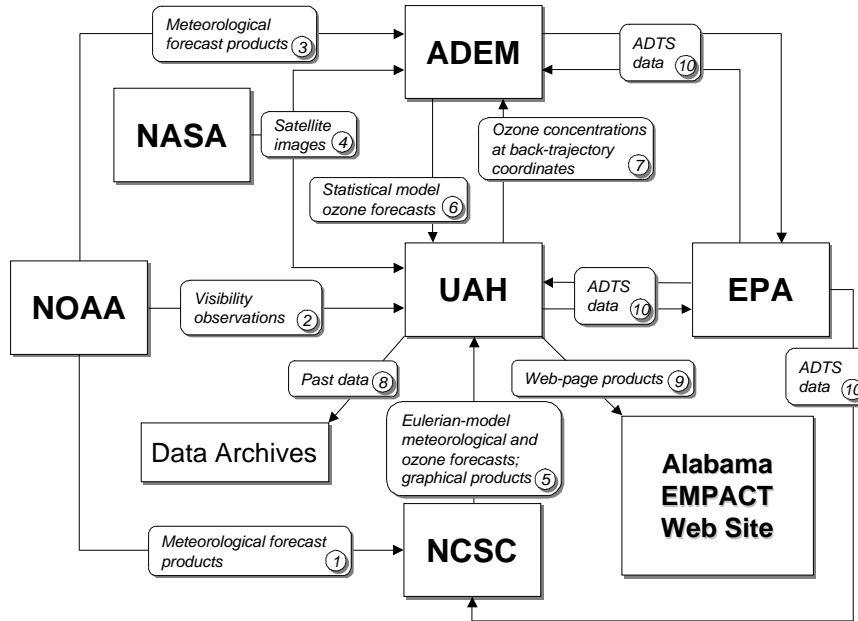 Meteorological
forecast products 3
ADEM
ADTS
data 10
NASA
Satellite
images 4
Ozone concentrations
at back-trajectory
coordinates 7
Statistical model
ozone forecasts 6
NOAA
Visibility
observations 2
UAH
ADTS
data 10
EPA
Past data 8
Web-page products 9
ADTS
data 10
Data Archives
Eulerian-model
meteorological and
ozone forecasts;
graphical products 5
Alabama
EMPACT
Web Site
Meteorological forecast
products 1
NCSC